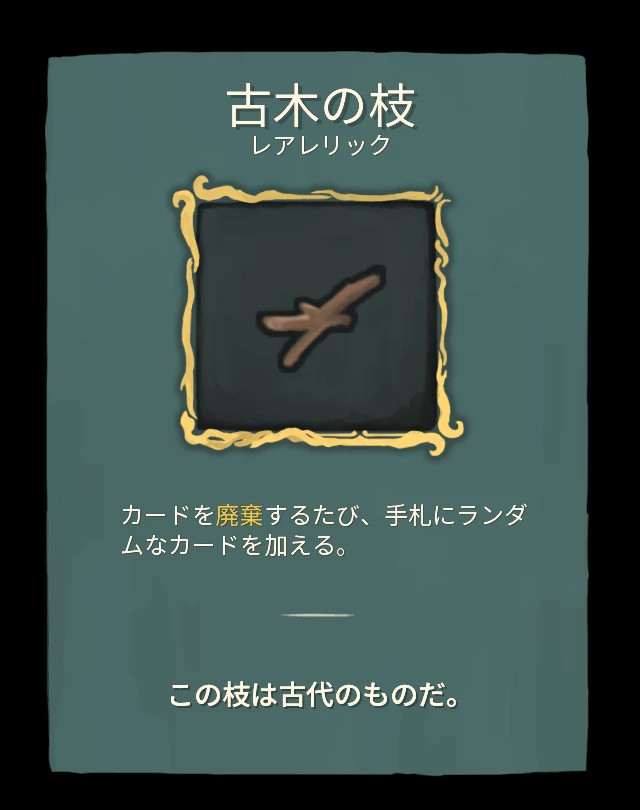 古木の枝
レアレリック
カードを廃棄するたび、手札にランダ
ムなカードを加える。
この枝は古代のものだ。